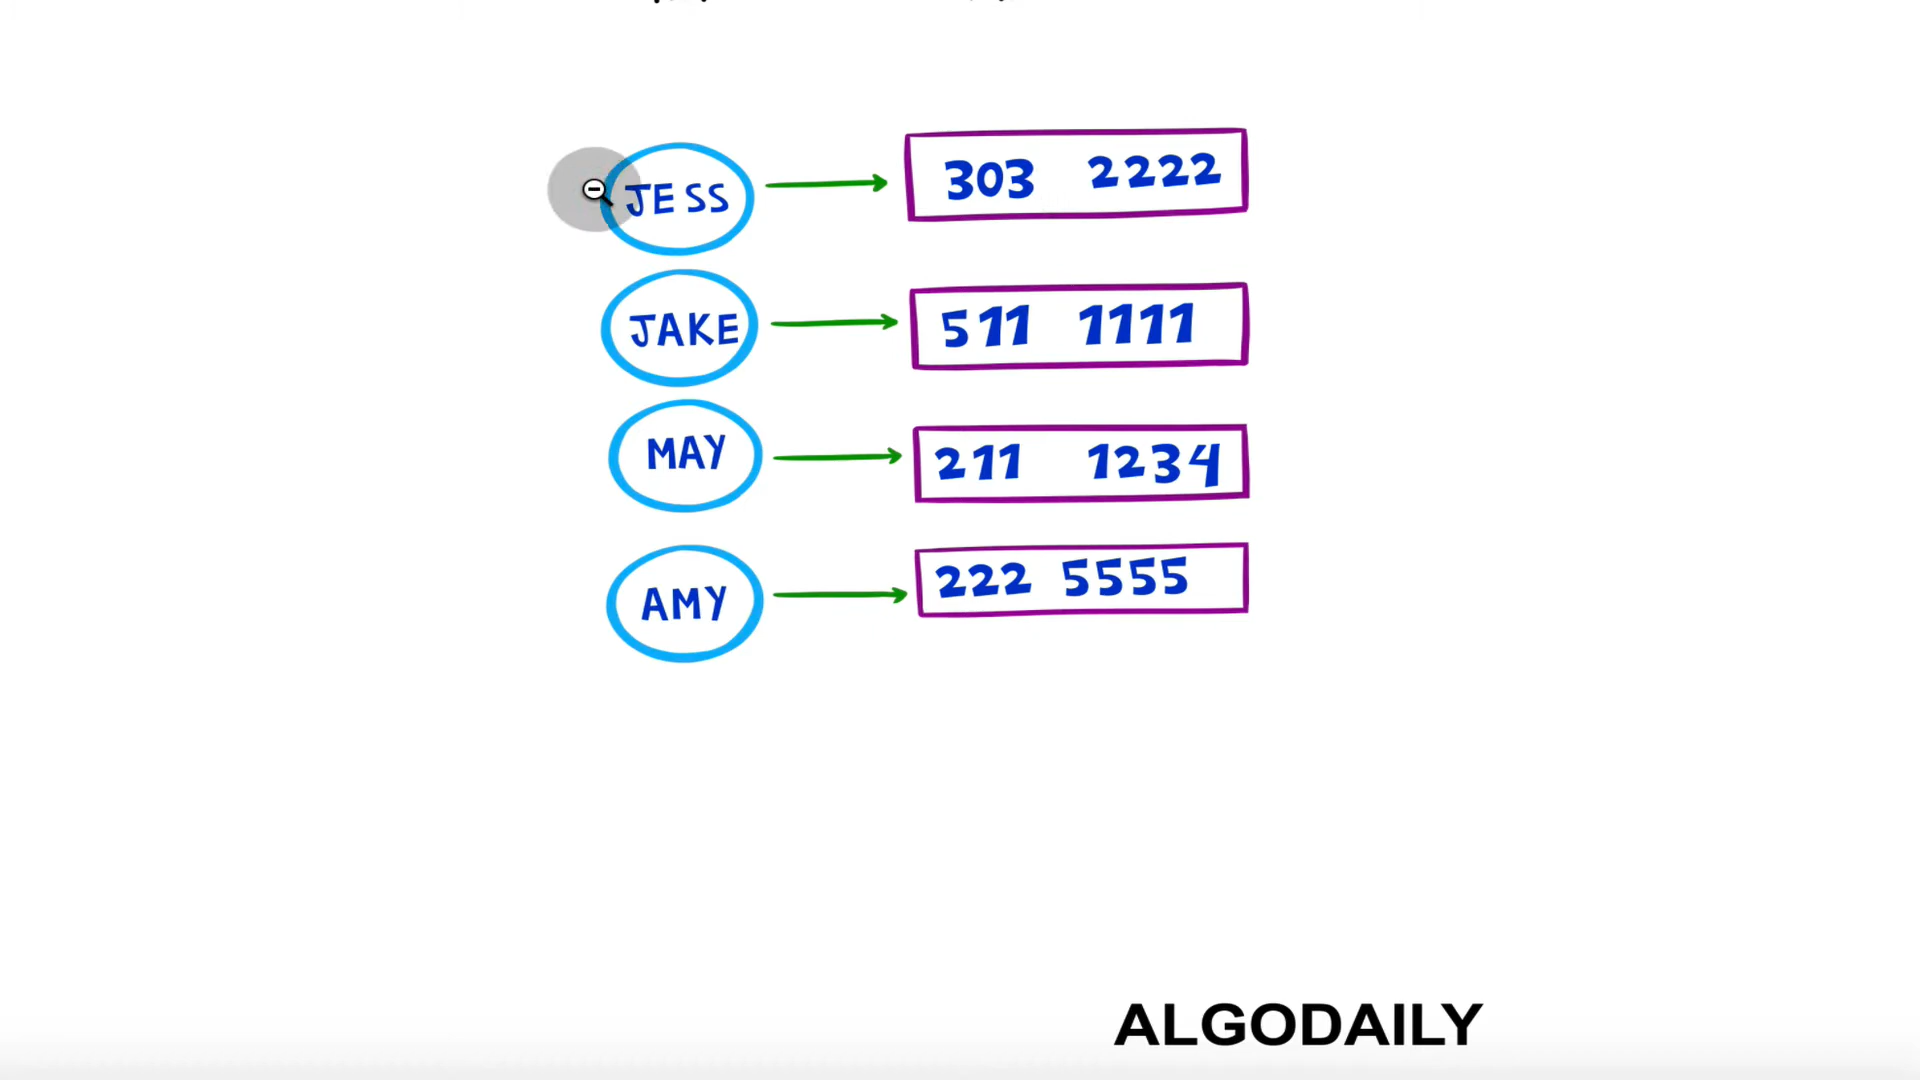 JESS 303 2222
JAKE 511 1111
MAY 211 1234
AMY 222 5555
ALGODAILY